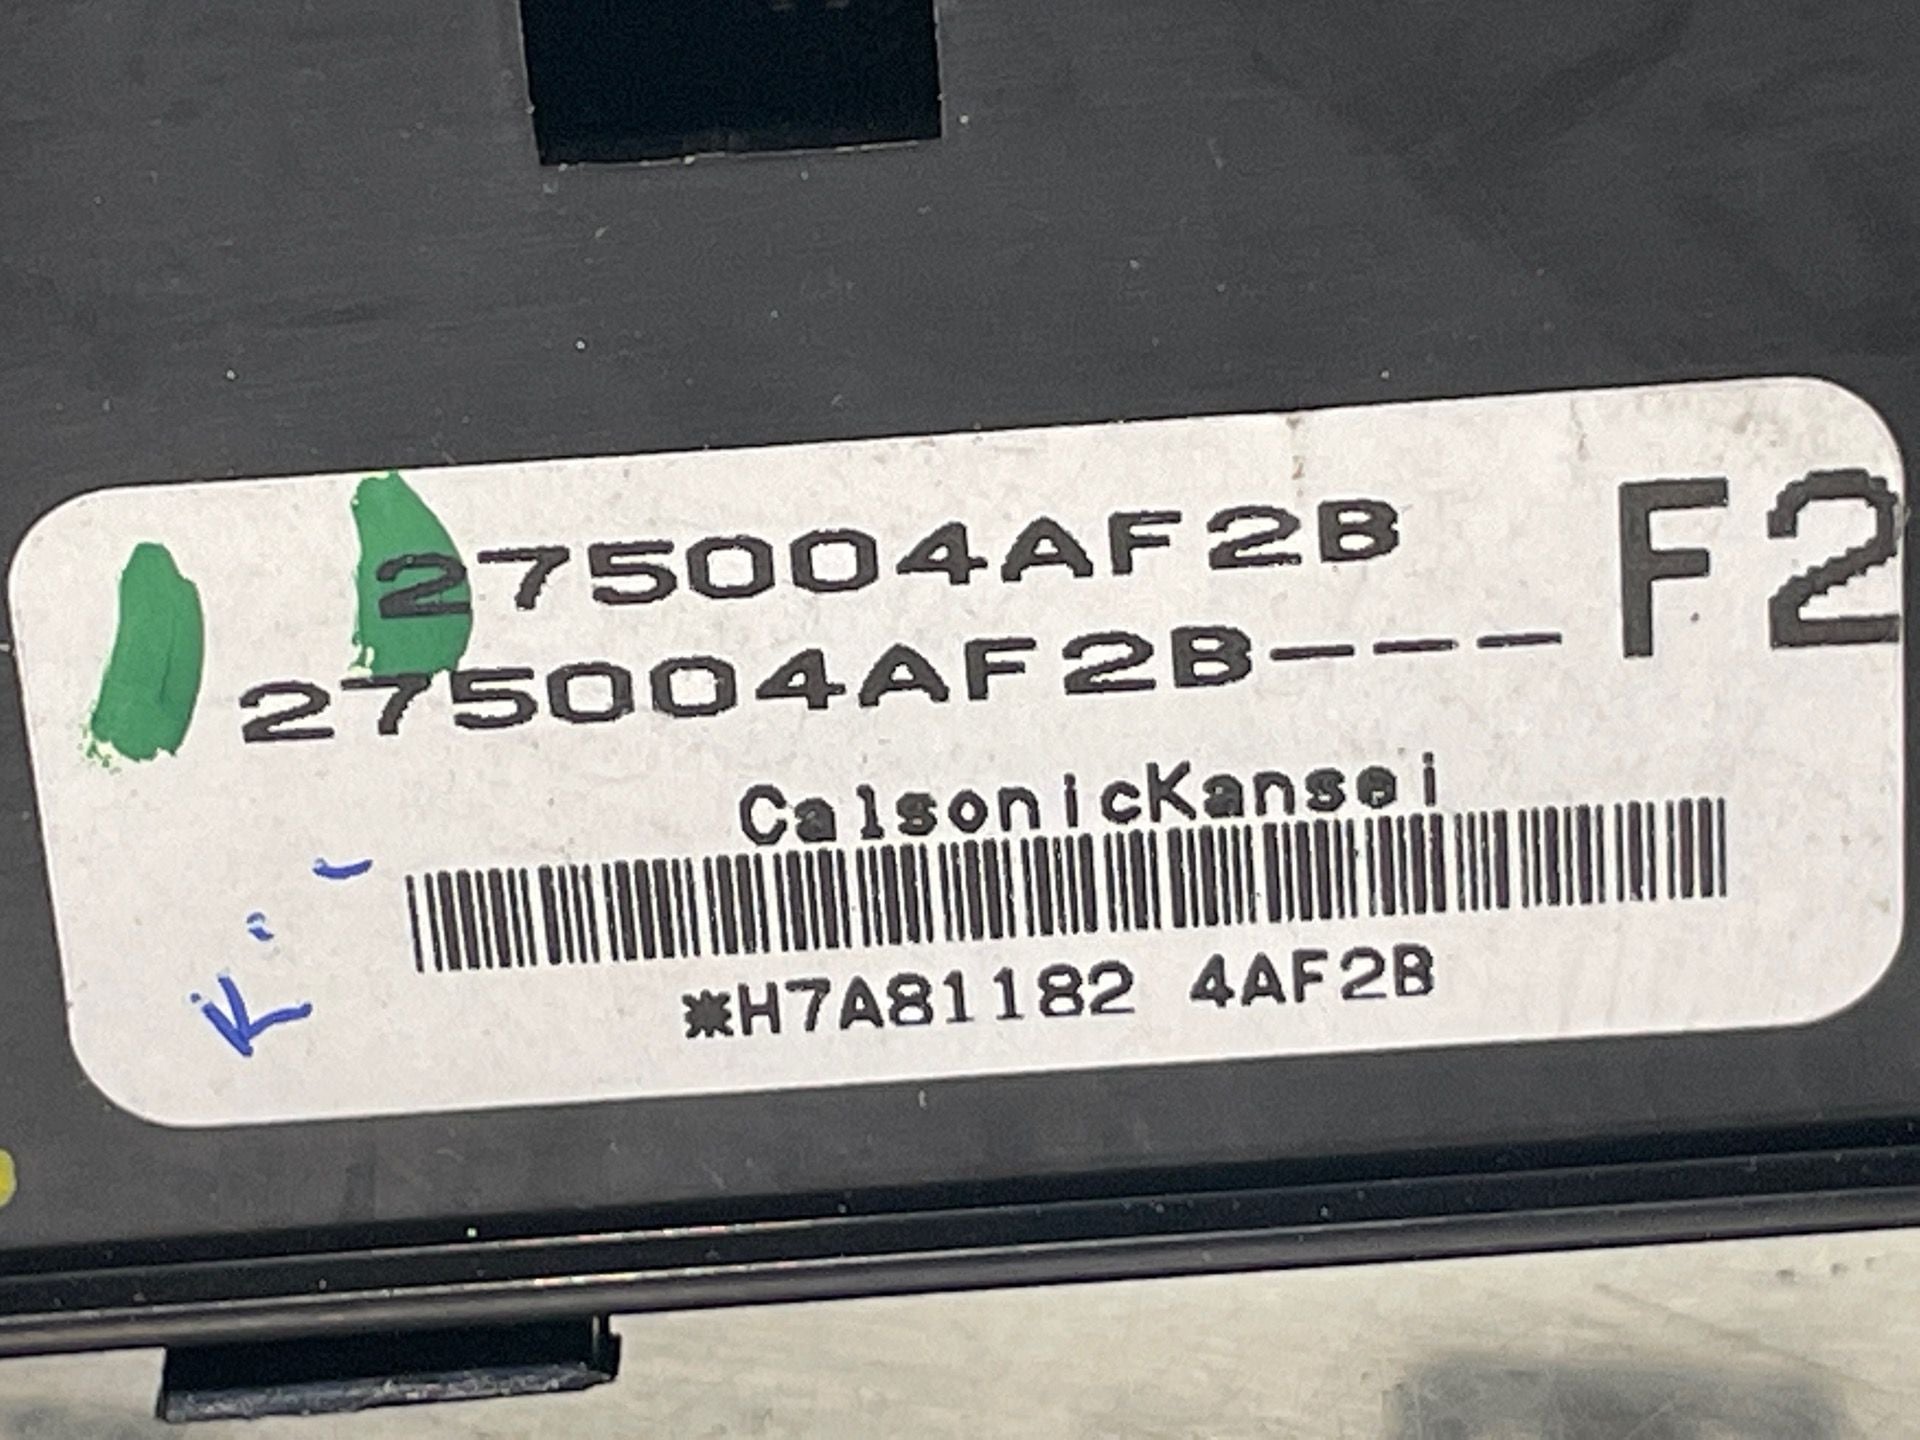 275004AF2B
275004AF2B---
F2
CalsonicKansei
*H7A81182 4AF2B
K